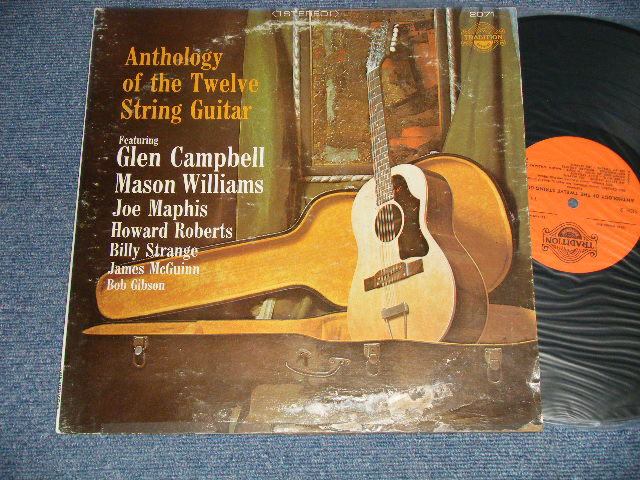 STEREO
2071
TRADITION
Anthology
of the Twelve
String Guitar
Featuring
Glen Campbell
Mason Williams
Joe Maphis
Howard Roberts
Billy Strange
James McGuinn
Bob Gibson
TRADITION
ANTHOLOGY OF THE TWELVE STRING